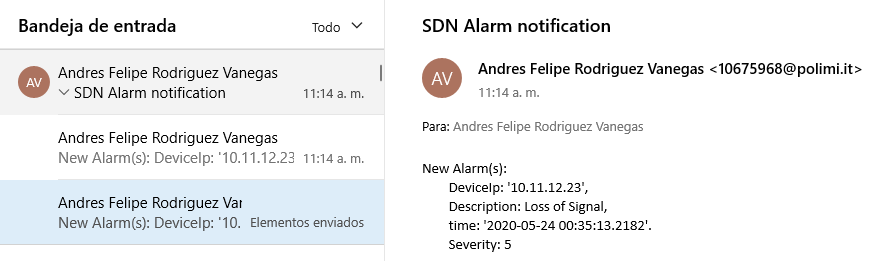 Bandeja de entrada
Todo
AV
Andres Felipe Rodriguez Vanegas
SDN Alarm notification
11:14 a. m.
Andres Felipe Rodriguez Vanegas
New Alarm(s): DeviceIp: '10.11.12.23
11:14 a. m.
Andres Felipe Rodriguez Var
New Alarm(s): DeviceIp: '10.
Elementos enviados
SDN Alarm notification
AV
Andres Felipe Rodriguez Vanegas <10675968@polimi.it>
11:14 a. m.
Para: Andres Felipe Rodriguez Vanegas
New Alarm(s):
DeviceIp: '10.11.12.23',
Description: Loss of Signal,
time: '2020-05-24 00:35:13.2182'.
Severity: 5